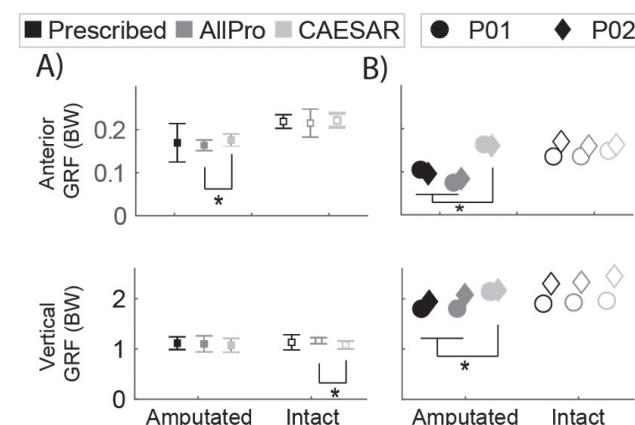 Prescribed AllPro CAESAR P01 P02
A) B)
Anterior
GRF (BW)
0.2
0.1
0
*
*
Vertical
GRF (BW)
2
1
0
*
*
Amputated Intact Amputated Intact